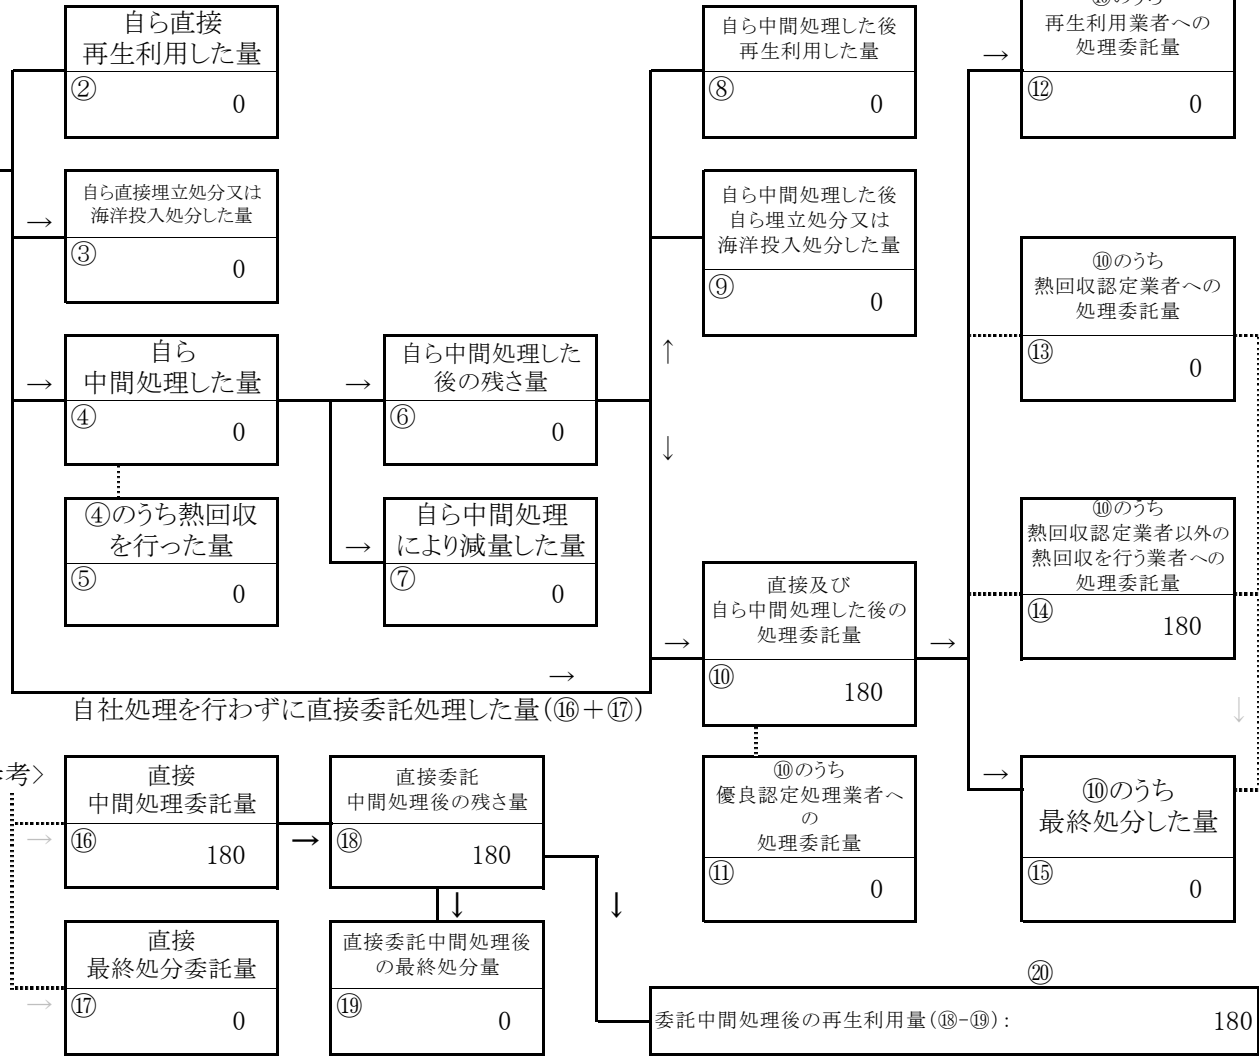 自ら直接
再生利用した量
②
0
自ら中間処理した後
再生利用した量
⑧
0
再生利用業者への
処理委託量
→
⑫
0
自ら直接埋立処分又は
海洋投入処分した量
→
③
0
自ら中間処理した後
自ら埋立処分又は
海洋投入処分した量
⑨
0
⑩のうち
熱回収認定業者への
処理委託量
⑬
0
自ら
中間処理した量
→
④
0
→
自ら中間処理した
後の残さ量
⑥
0
↑
↓
④のうち熱回収
を行った量
⑤
0
→
自ら中間処理
により減量した量
⑦
0
⑩のうち
熱回収認定業者以外の
熱回収を行う業者への
処理委託量
⑭
180
直接及び
自ら中間処理した後の
処理委託量
→
⑩
180
→
→
自社処理を行わずに直接委託処理した量(⑯+⑰)
↓
考>
直接
中間処理委託量
→
⑯
180
→
直接委託
中間処理後の残さ量
⑱
180
⑩のうち
優良認定処理業者へ
の
処理委託量
⑪
0
→
⑩のうち
最終処分した量
⑮
0
↓
↓
直接
最終処分委託量
→
⑰
0
直接委託中間処理後
の最終処分量
⑲
0
⑳
委託中間処理後の再生利用量(⑱-⑲):
180